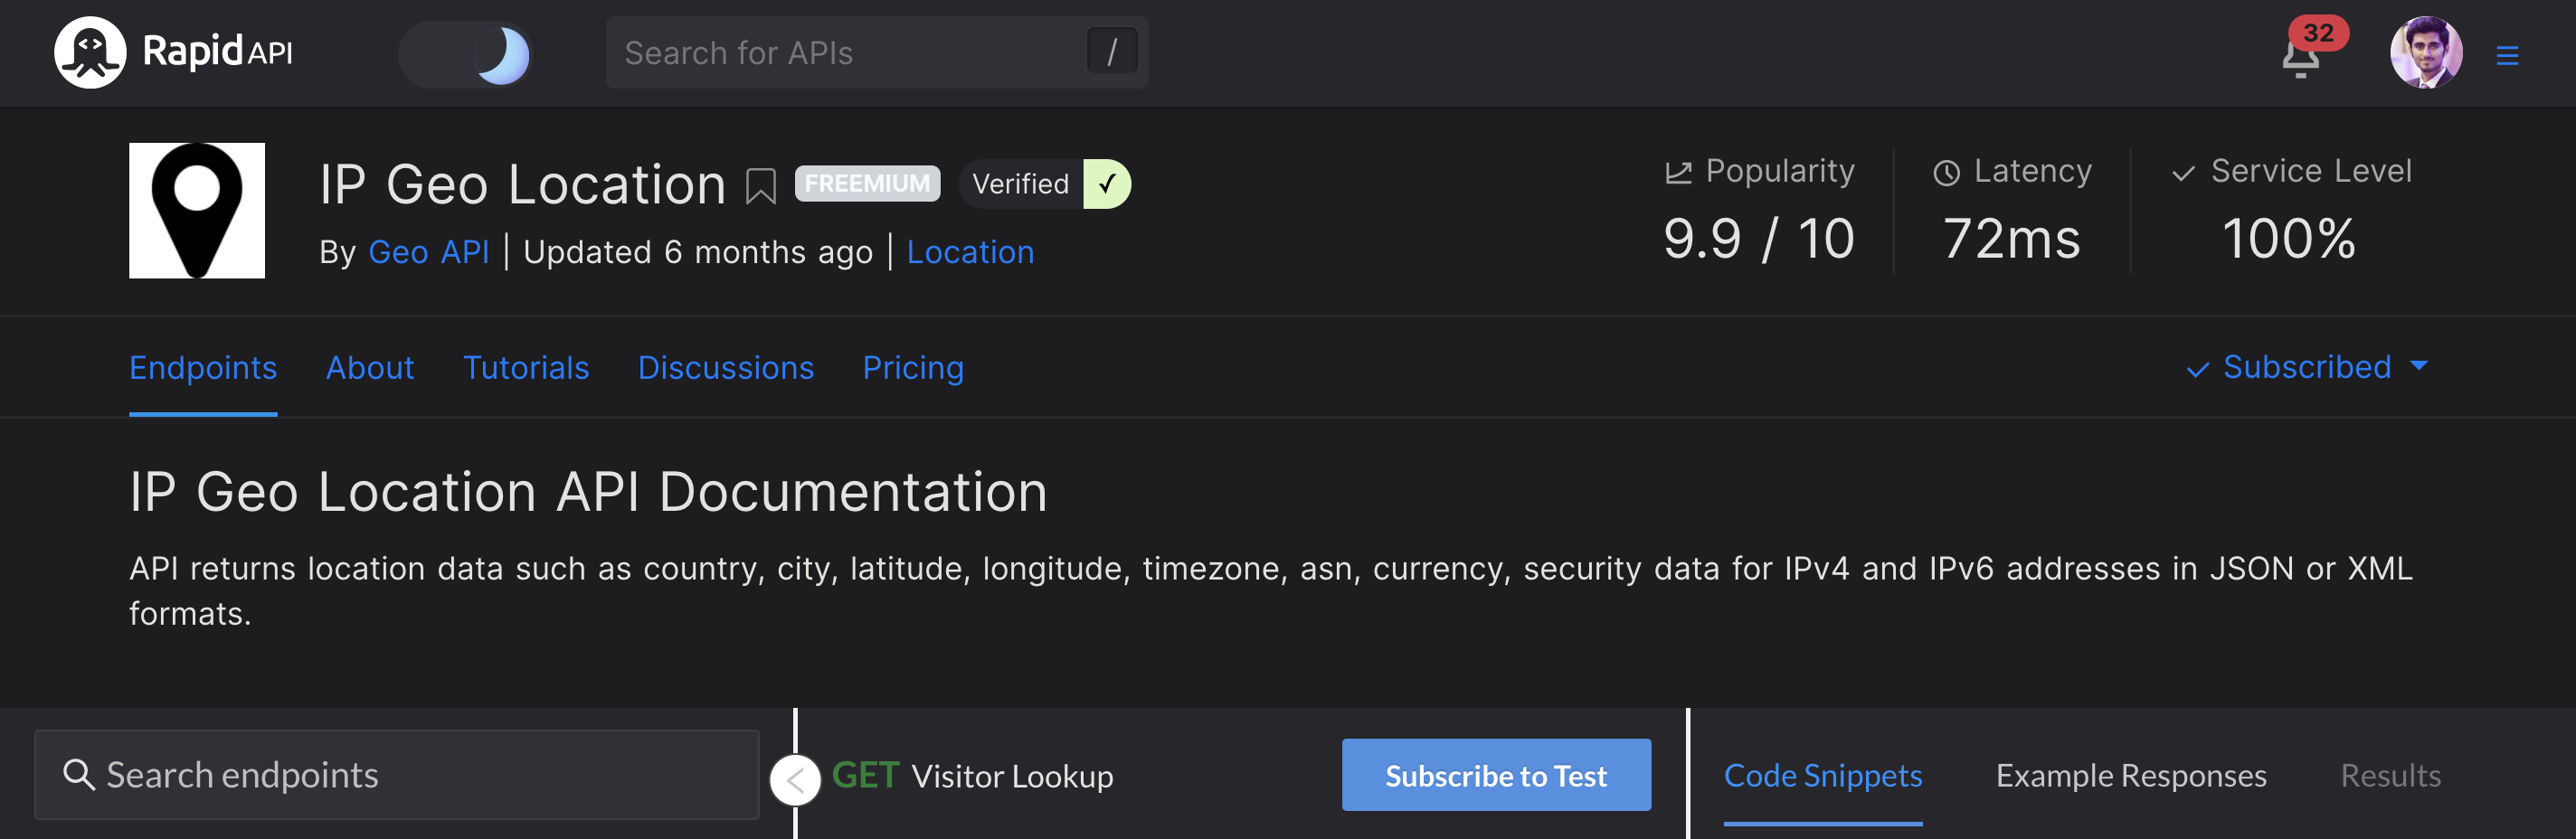 RapidAPI
Search for APIs /
32
IP Geo Location FREEMIUM Verified ✓
By Geo API | Updated 6 months ago | Location
Popularity
9.9 / 10
Latency
72ms
Service Level
100%
Endpoints About Tutorials Discussions Pricing
Subscribed
IP Geo Location API Documentation
API returns location data such as country, city, latitude, longitude, timezone, asn, currency, security data for IPv4 and IPv6 addresses in JSON or XML
formats.
Search endpoints
GET Visitor Lookup
Subscribe to Test
Code Snippets Example Responses Results